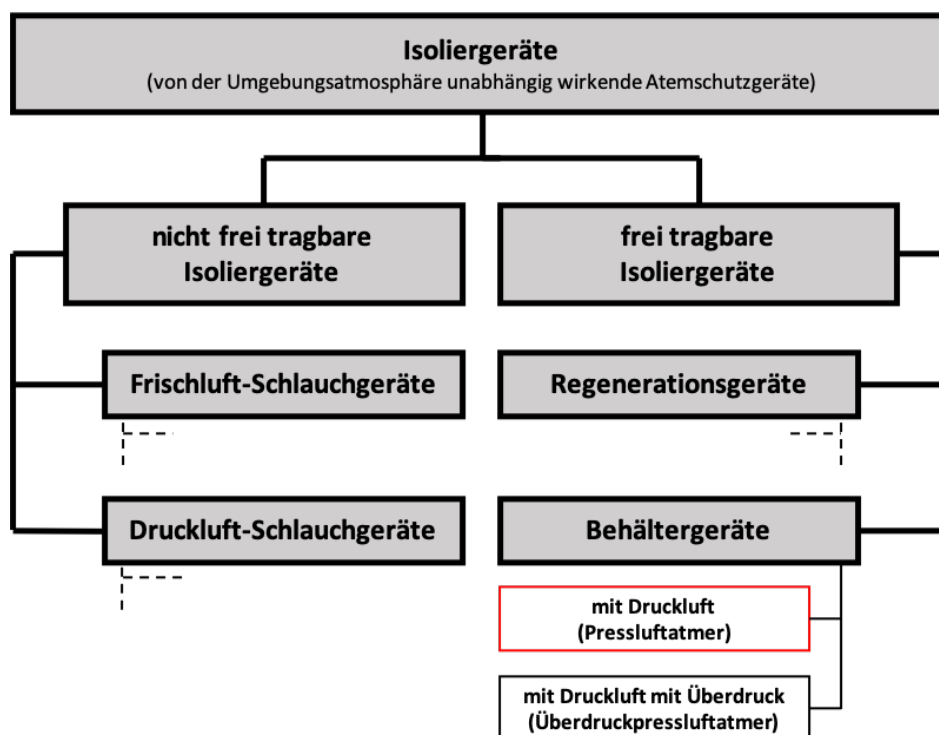 Isoliergeräte
(von der Umgebungsatmosphäre unabhängig wirkende Atemschutzgeräte)
nicht frei tragbare
Isoliergeräte
frei tragbare
Isoliergeräte
Frischluft-Schlauchgeräte
Regenerationsgeräte
Druckluft-Schlauchgeräte
Behältergeräte
mit Druckluft
(Pressluftatmer)
mit Druckluft mit Überdruck
(Überdruckpressluftatmer)